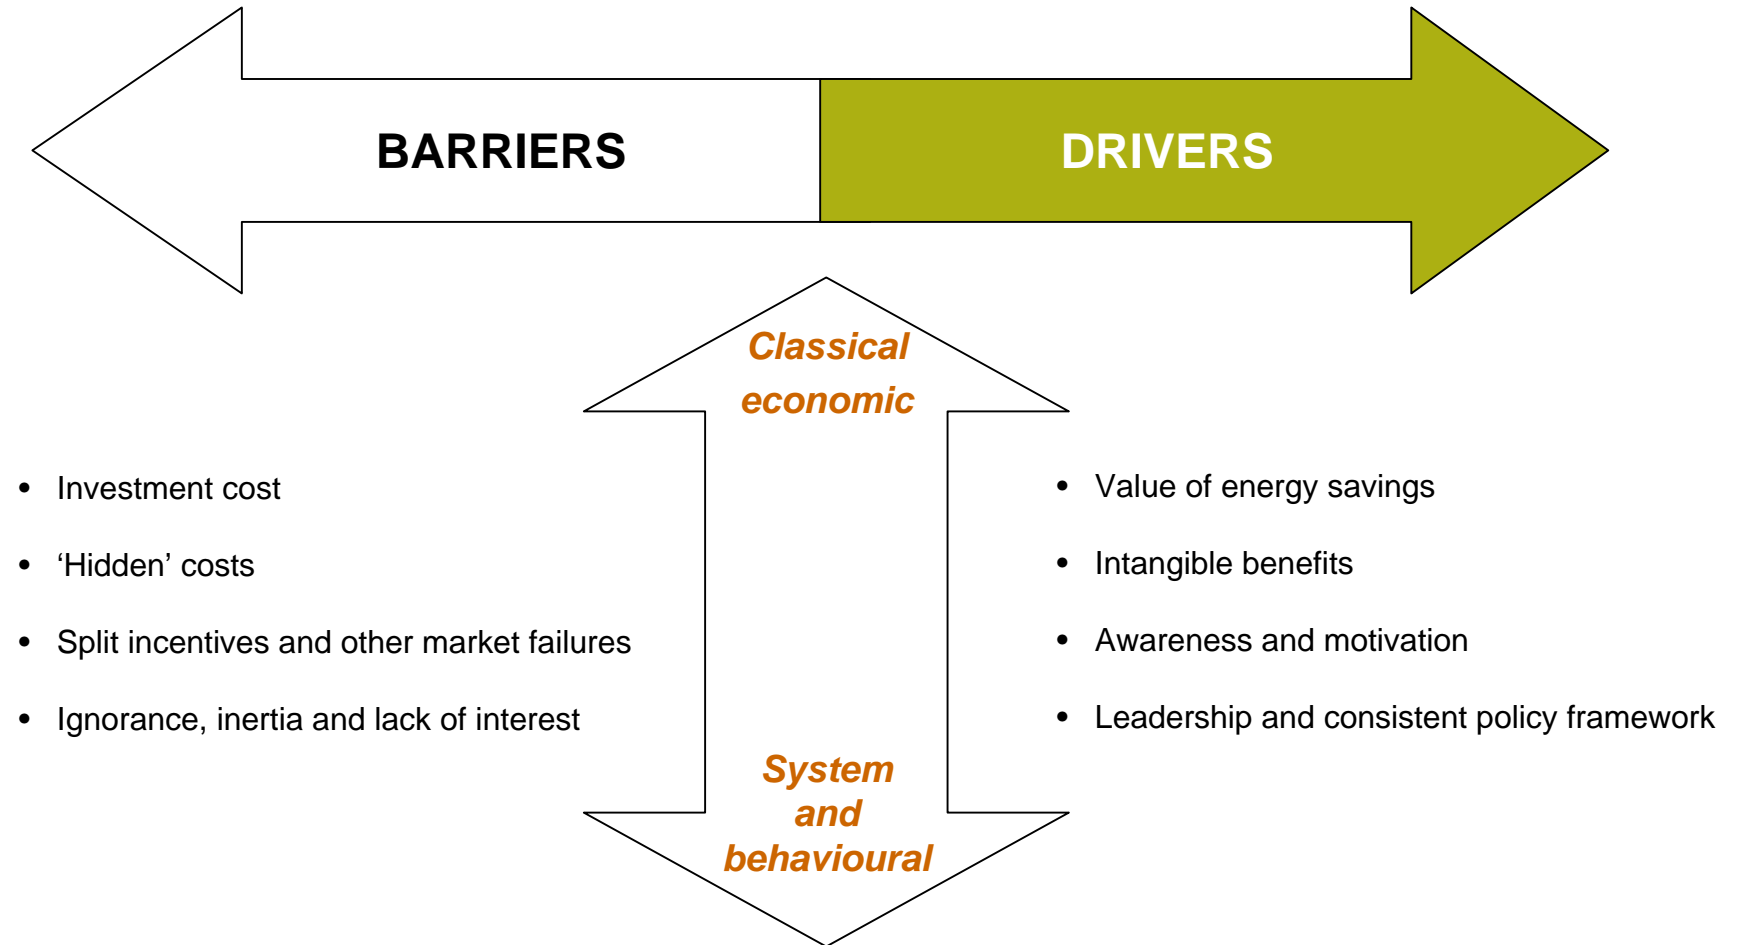 BARRIERS
DRIVERS
Classical
economic
• Investment cost
• ‘Hidden’ costs
• Split incentives and other market failures
• Ignorance, inertia and lack of interest
• Value of energy savings
• Intangible benefits
• Awareness and motivation
• Leadership and consistent policy framework
System
and
behavioural